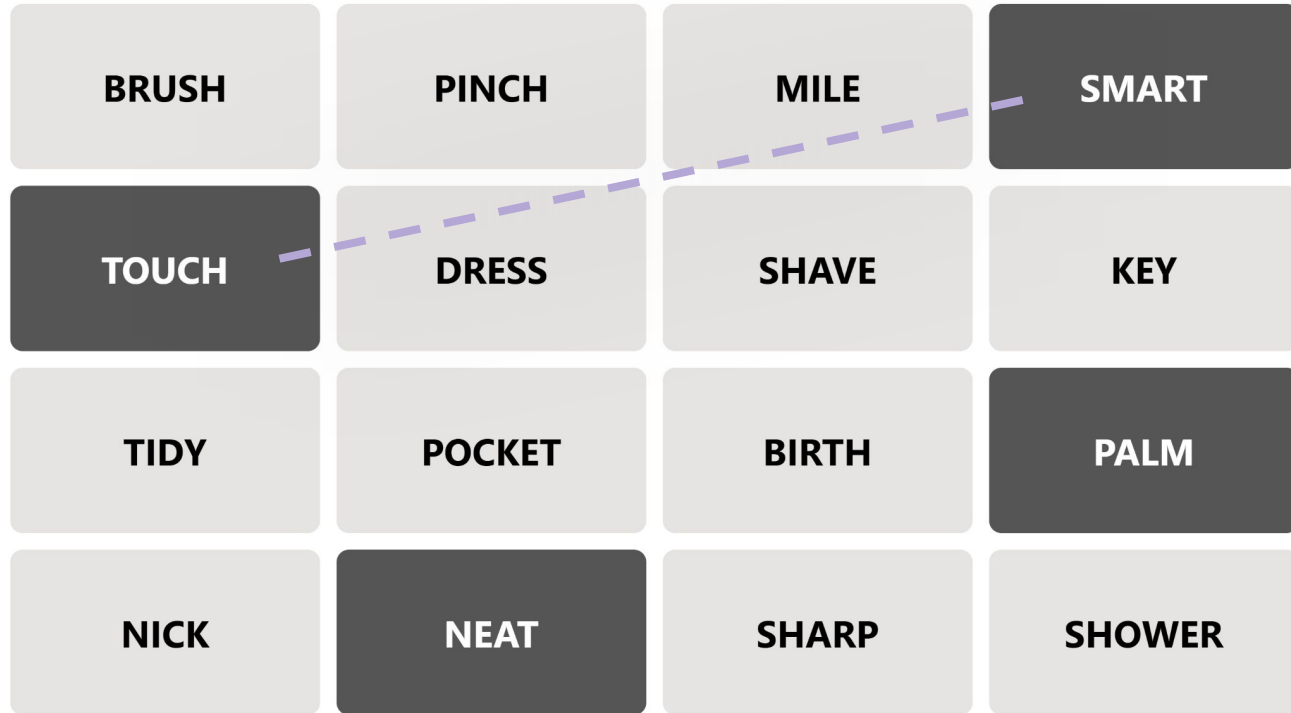 BRUSH PINCH MILE SMART
TOUCH DRESS SHAVE KEY
TIDY POCKET BIRTH PALM
NICK NEAT SHARP SHOWER